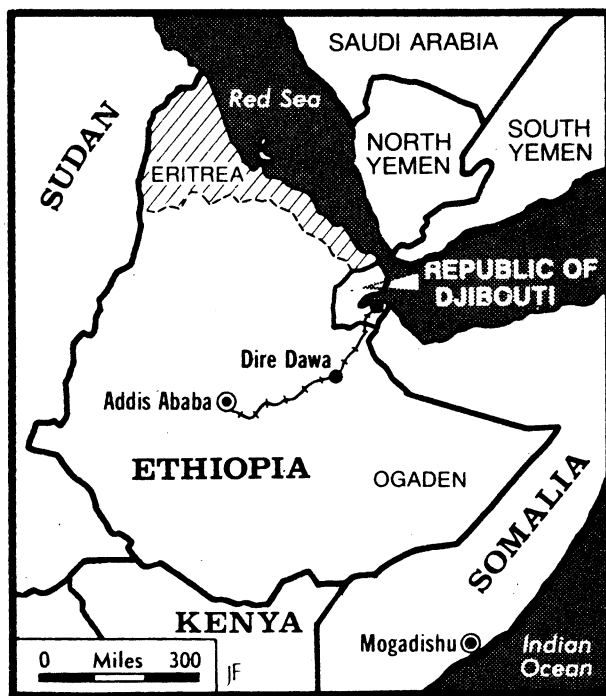 SAUDI ARABIA
Red Sea
NORTH
YEMEN
SOUTH
YEMEN
SUDAN
ERITREA
REPUBLIC OF
DJIBOUTI
Dire Dawa
Addis Ababa
ETHIOPIA
OGADEN
SOMALIA
KENYA
Mogadishu
Indian
Ocean
0 Miles 300
JF